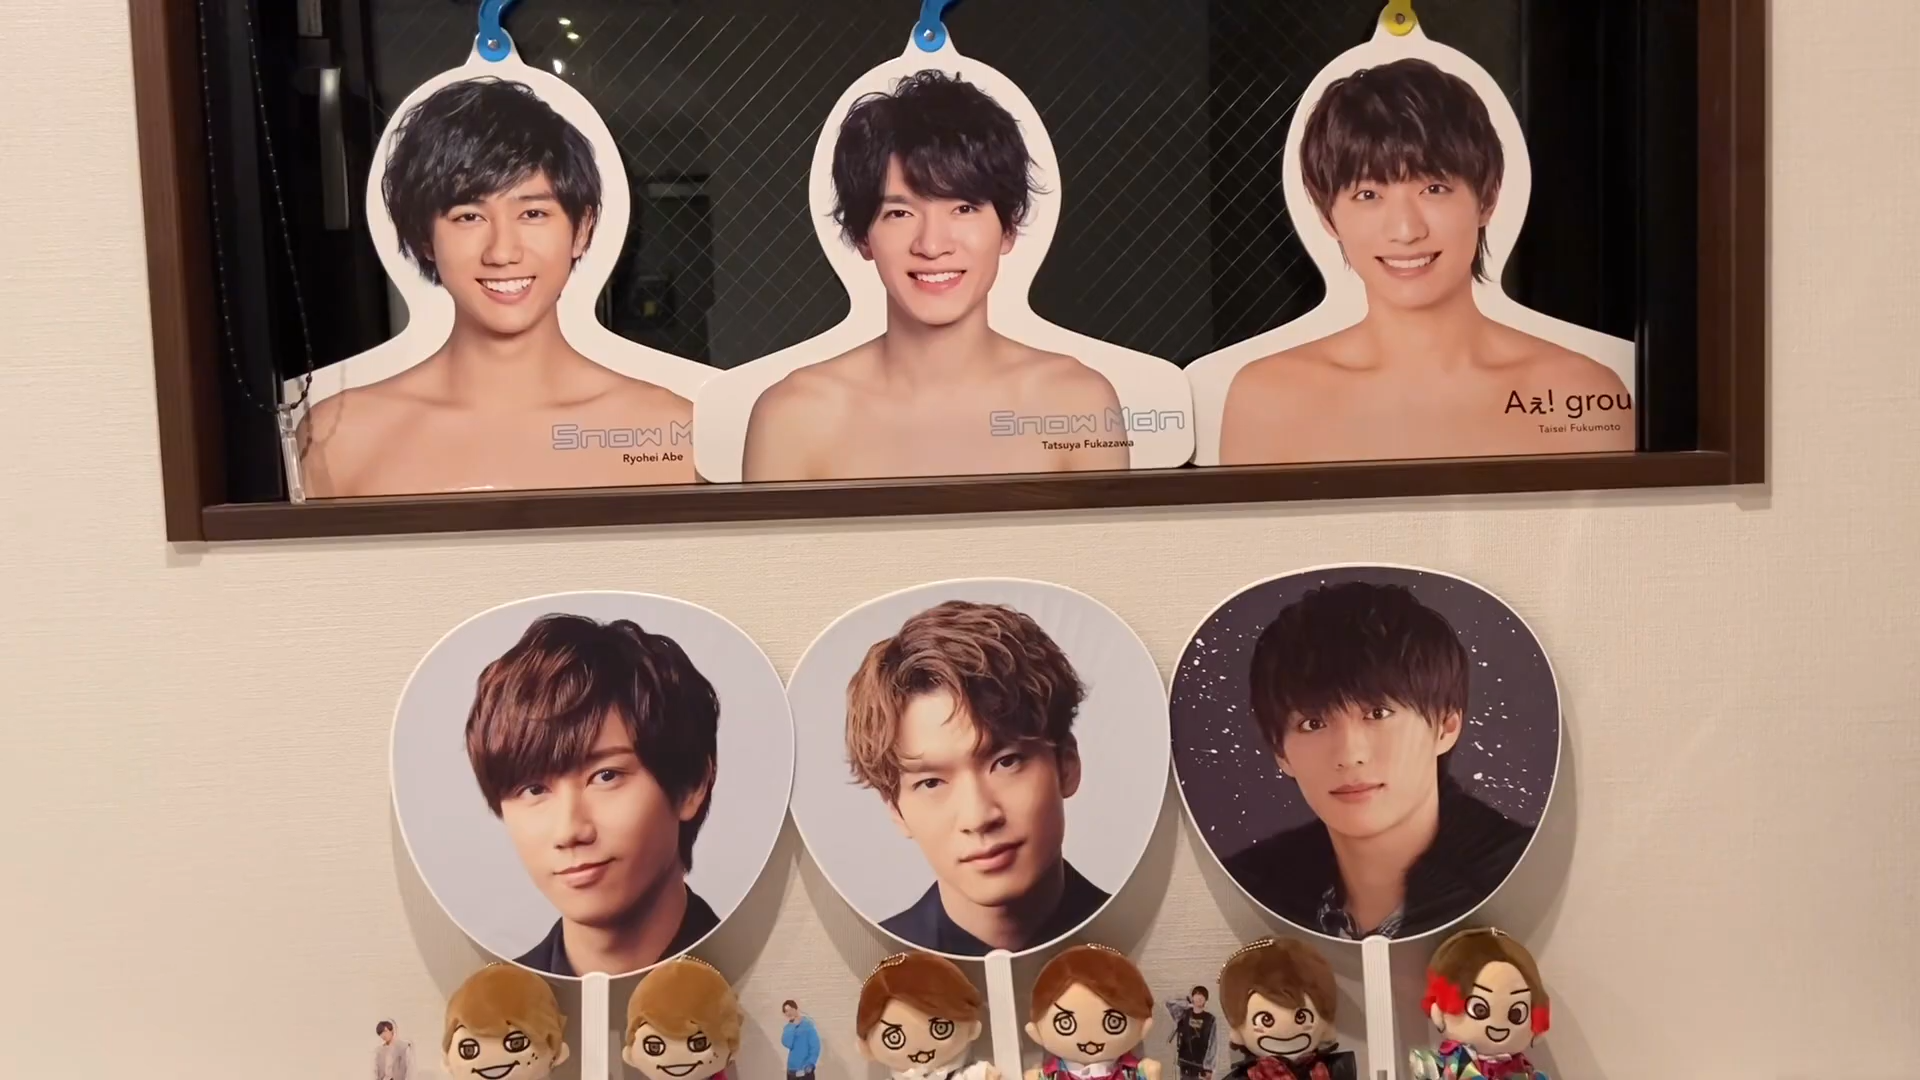 Snow M
Ryohei Abe
Snow Man
Tatsuya Fukazawa
Aぇ! grou
Taisei Fukumoto